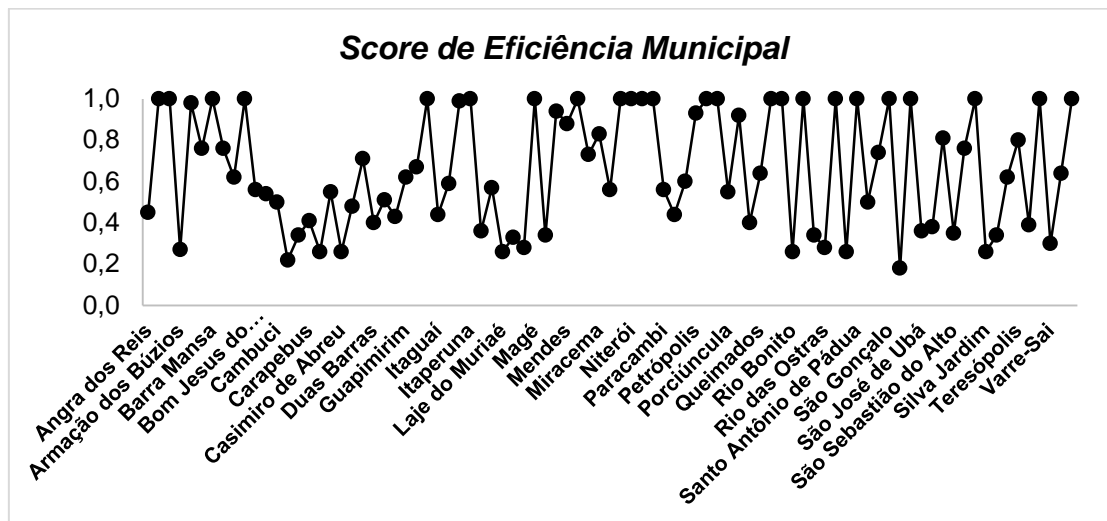 Score de Eficiência Municipal
1,0
0,8
0,6
0,4
0,2
0,0
Angra dos Reis
Armação dos Búzios
Barra Mansa
Bom Jesus do…
Cambuci
Carapebus
Casimiro de Abreu
Duas Barras
Guapimirim
Itaguaí
Itaperuna
Laje do Muriaé
Magé
Mendes
Miracema
Niterói
Paracambi
Petrópolis
Porciúncula
Queimados
Rio Bonito
Rio das Ostras
Santo Antônio de Pádua
São Gonçalo
São José de Ubá
São Sebastião do Alto
Silva Jardim
Teresópolis
Varre-Sai